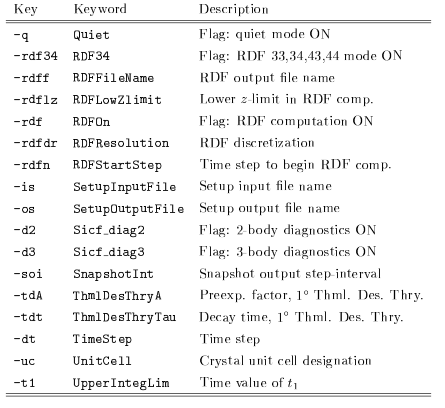 Key Keyword Description
-q Quiet Flag: quiet mode ON
-rdf34 RDF34 Flag: RDF 33,34,43,44 mode ON
-rdff RDFFileName RDF output file name
-rdflz RDFLowZlimit Lower z-limit in RDF comp.
-rdf RDFOn Flag: RDF computation ON
-rdfdr RDFResolution RDF discretization
-rdfn RDFStartStep Time step to begin RDF comp.
-is SetupInputFile Setup input file name
-os SetupOutputFile Setup output file name
-d2 Sicf_diag2 Flag: 2-body diagnostics ON
-d3 Sicf_diag3 Flag: 3-body diagnostics ON
-soi SnapshotInt Snapshot output step-interval
-tdA ThmlDesThryA Preexp. factor, 1° Thml. Des. Thry.
-tdt ThmlDesThryTau Decay time, 1° Thml. Des. Thry.
-dt TimeStep Time step
-uc UnitCell Crystal unit cell designation
-t1 UpperIntegLim Time value of t₁